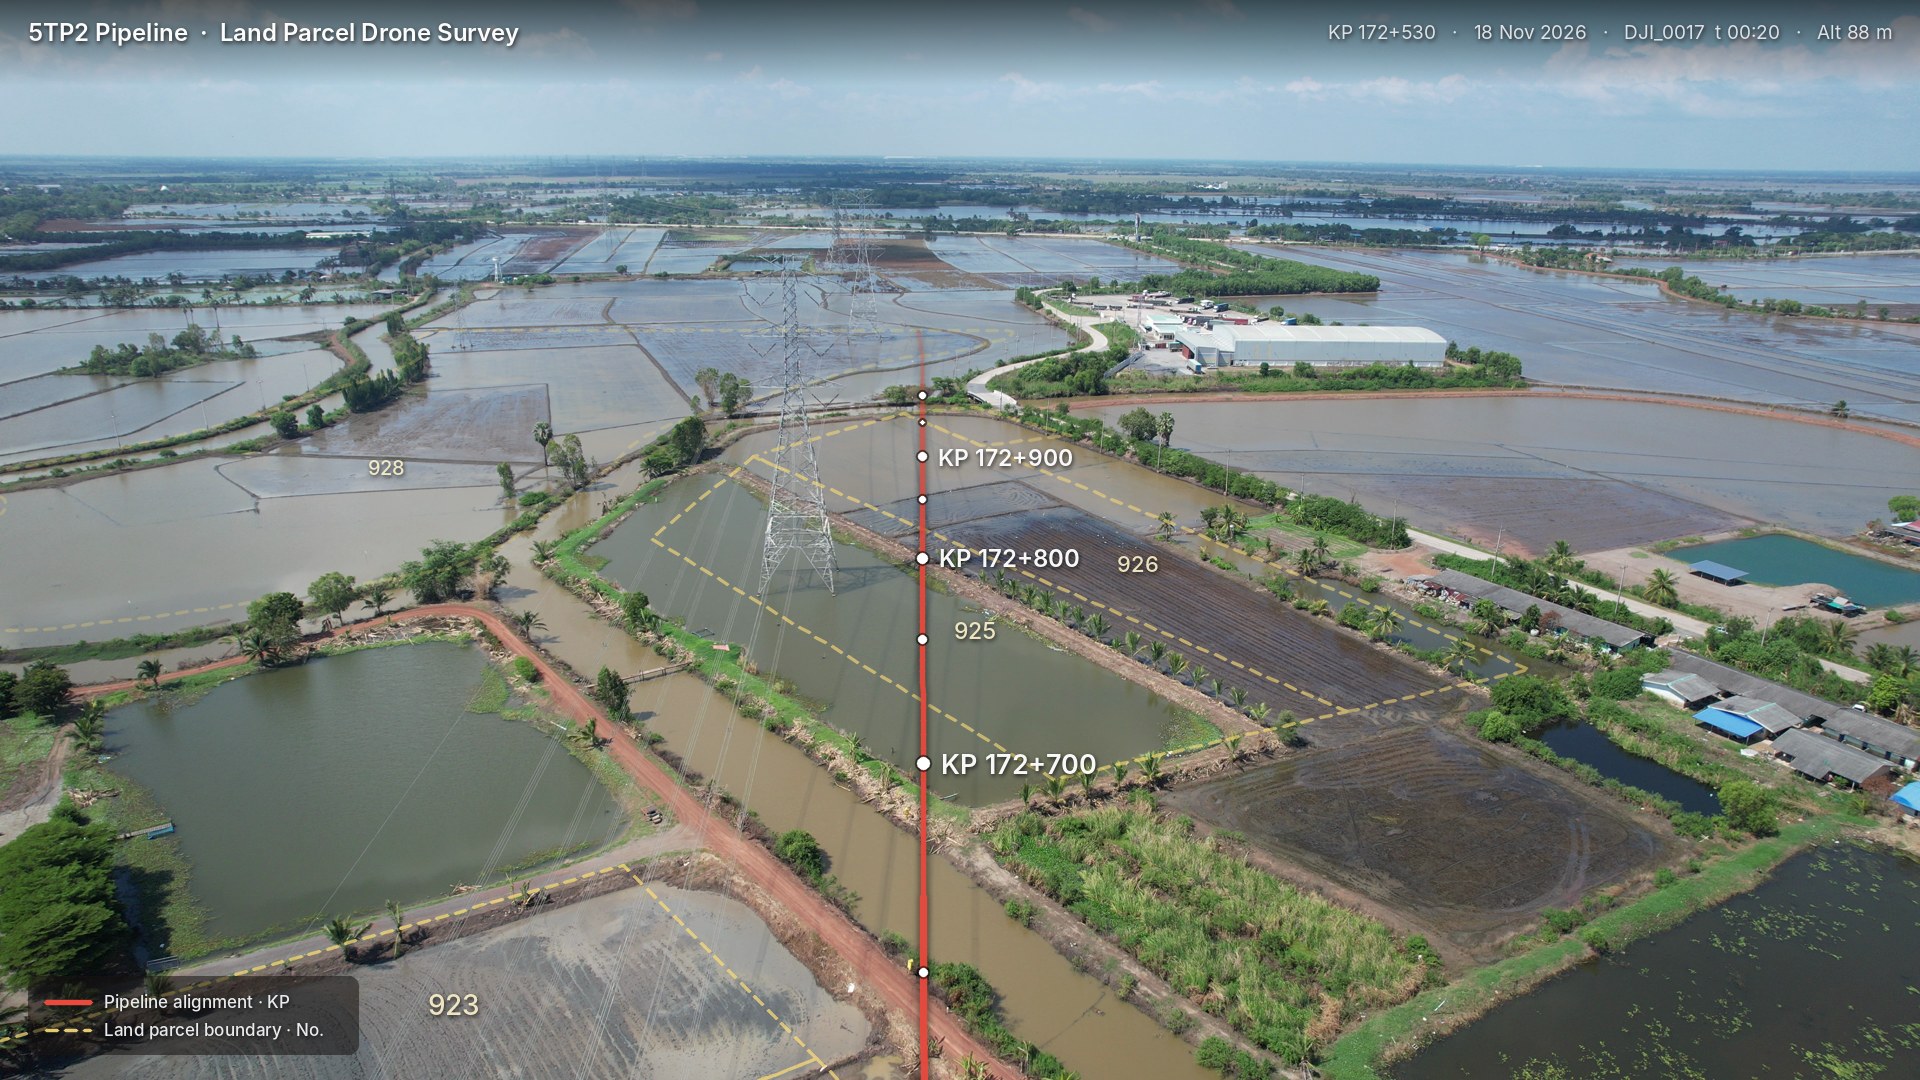 5TP2 Pipeline · Land Parcel Drone Survey
KP 172+530 · 18 Nov 2026 · DJI_0017 t 00:20 · Alt 88 m
KP 172+900
928
KP 172+800
926
925
KP 172+700
923
Pipeline alignment · KP
Land parcel boundary · No.